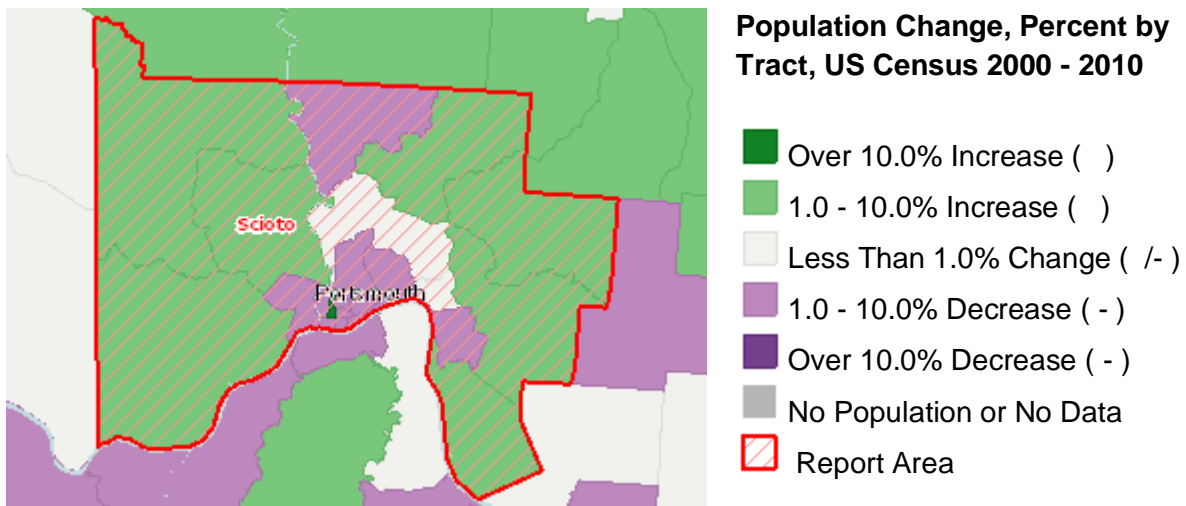 Population Change, Percent by
Tract, US Census 2000 - 2010
Over 10.0% Increase (   )
1.0 - 10.0% Increase (   )
Less Than 1.0% Change (  /- )
1.0 - 10.0% Decrease ( - )
Over 10.0% Decrease ( - )
No Population or No Data
Report Area
Scioto
Portsmouth